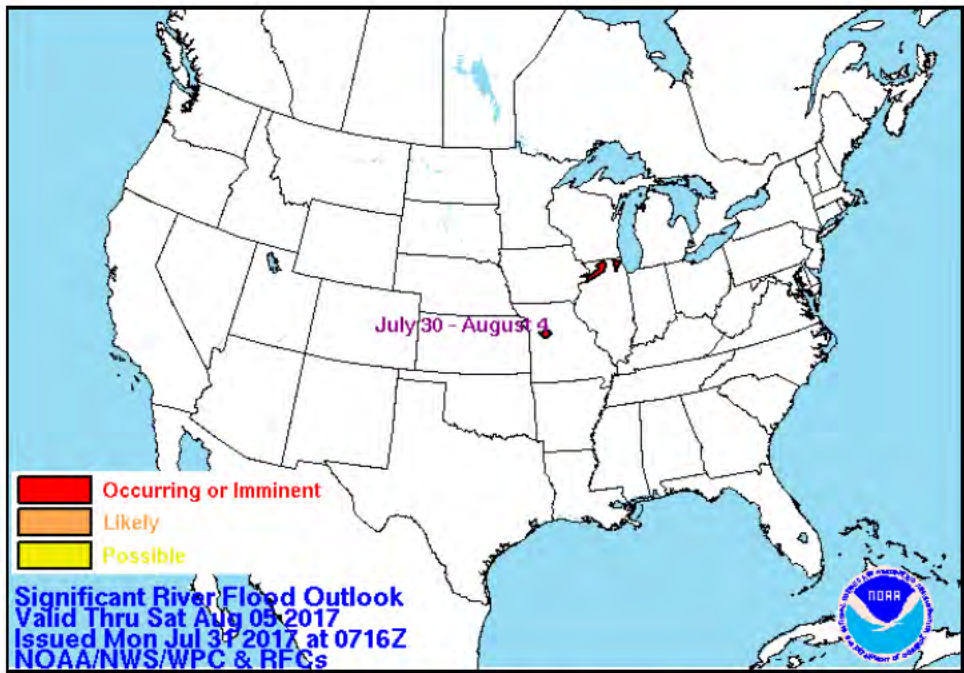 July 30 - August 4
Occurring or Imminent
Likely
Possible
Significant River Flood Outlook
Valid Thru Sat Aug 05 2017
Issued Mon Jul 31 2017 at 0716Z
NOAA/NWS/WPC & RFCs
NOAA